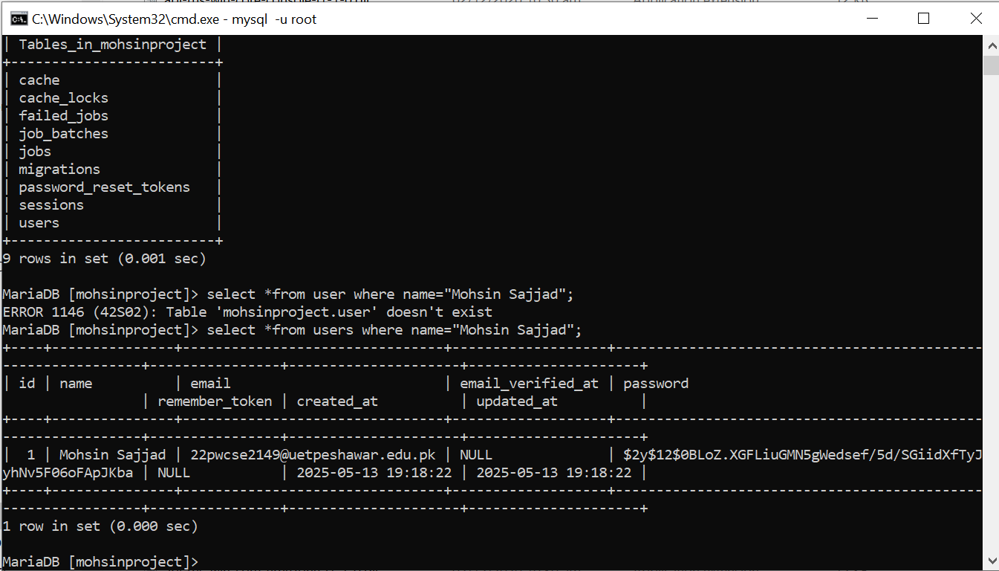 C:\Windows\System32\cmd.exe - mysql  -u root
| Tables_in_mohsinproject |
+-------------------------+
| cache                   |
| cache_locks             |
| failed_jobs             |
| job_batches             |
| jobs                    |
| migrations              |
| password_reset_tokens   |
| sessions                |
| users                   |
+-------------------------+
9 rows in set (0.001 sec)
MariaDB [mohsinproject]> select *from user where name="Mohsin Sajjad";
ERROR 1146 (42S02): Table 'mohsinproject.user' doesn't exist
MariaDB [mohsinproject]> select *from users where name="Mohsin Sajjad";
+----+---------------+--------------------------------+-------------------+---------------------------------------------
-----------------+----------------+---------------------+---------------------+
| id | name          | email                          | email_verified_at | password
                 | remember_token | created_at          | updated_at          |
+----+---------------+--------------------------------+-------------------+---------------------------------------------
-----------------+----------------+---------------------+---------------------+
|  1 | Mohsin Sajjad | 22pwcse2149@uetpeshawar.edu.pk | NULL              | $2y$12$0BLoZ.XGFLiuGMN5gWedsef/5d/SGiidXfTyJ
yhNv5F06oFApJKba | NULL           | 2025-05-13 19:18:22 | 2025-05-13 19:18:22 |
+----+---------------+--------------------------------+-------------------+---------------------------------------------
-----------------+----------------+---------------------+---------------------+
1 row in set (0.000 sec)
MariaDB [mohsinproject]>